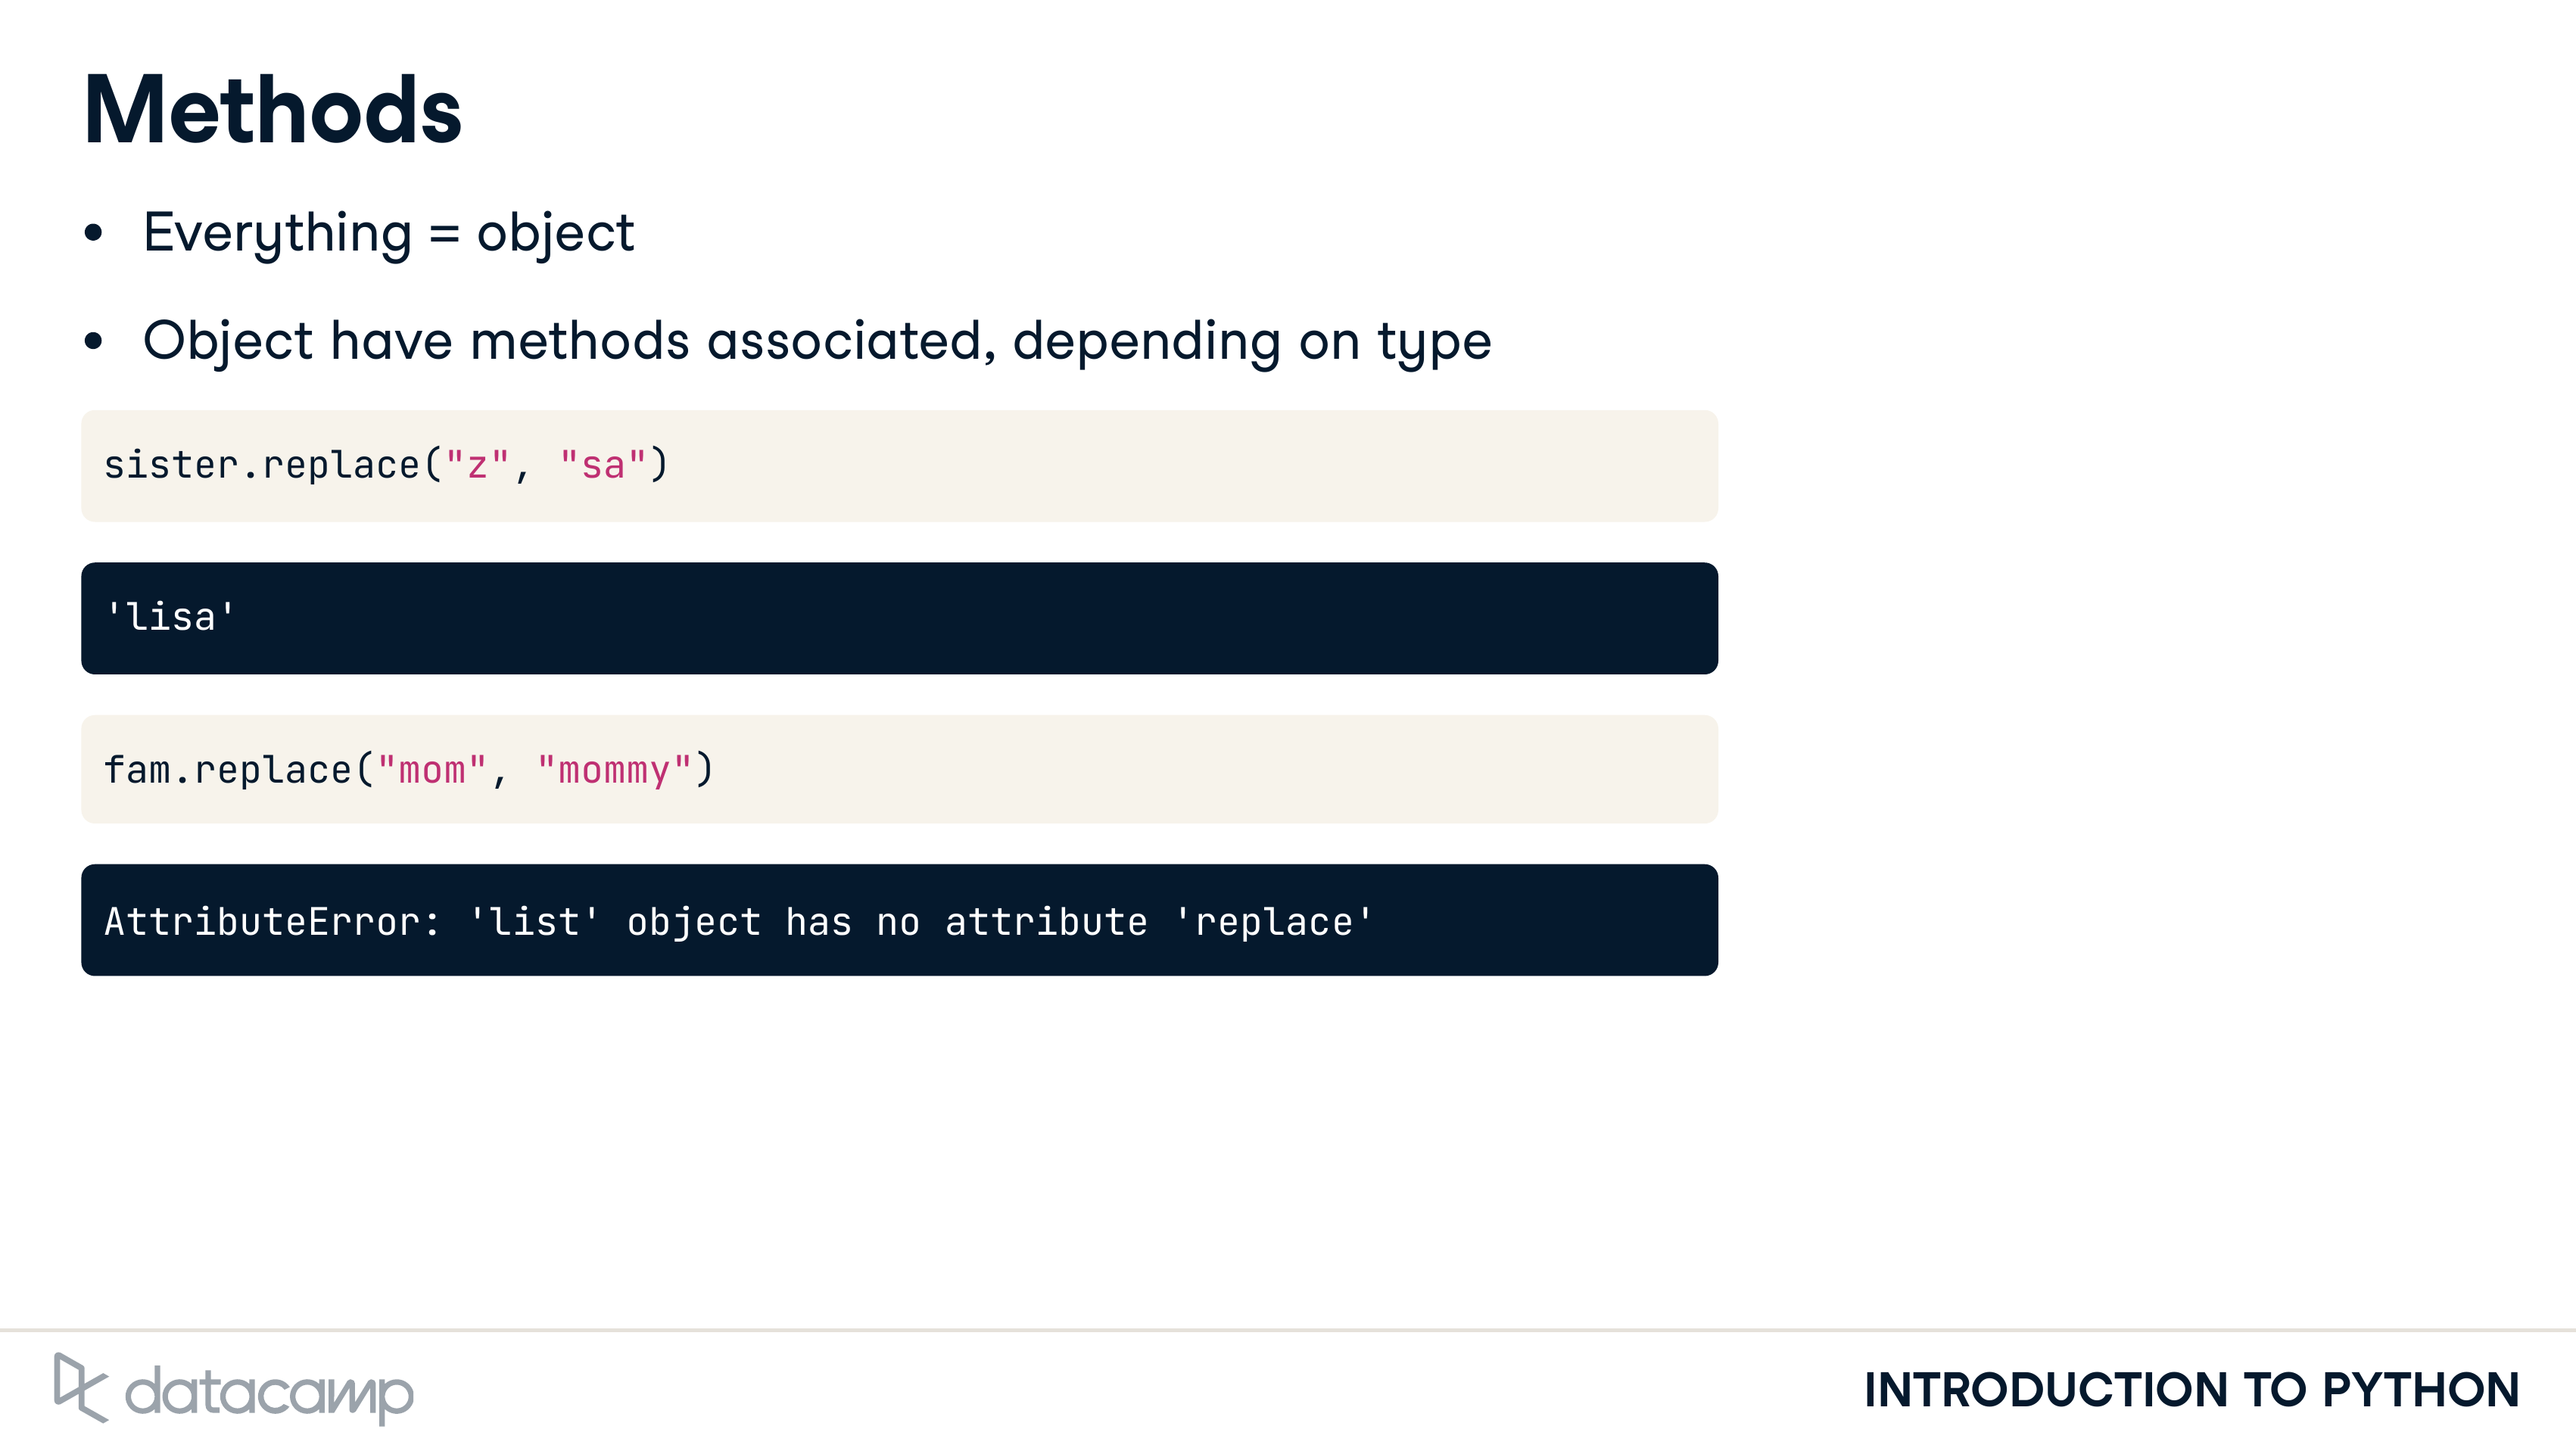 Methods
• Everything = object
• Object have methods associated, depending on type
sister.replace("z", "sa")
'lisa'
fam.replace("mom", "mommy")
AttributeError: 'list' object has no attribute 'replace'
datacamp
INTRODUCTION TO PYTHON